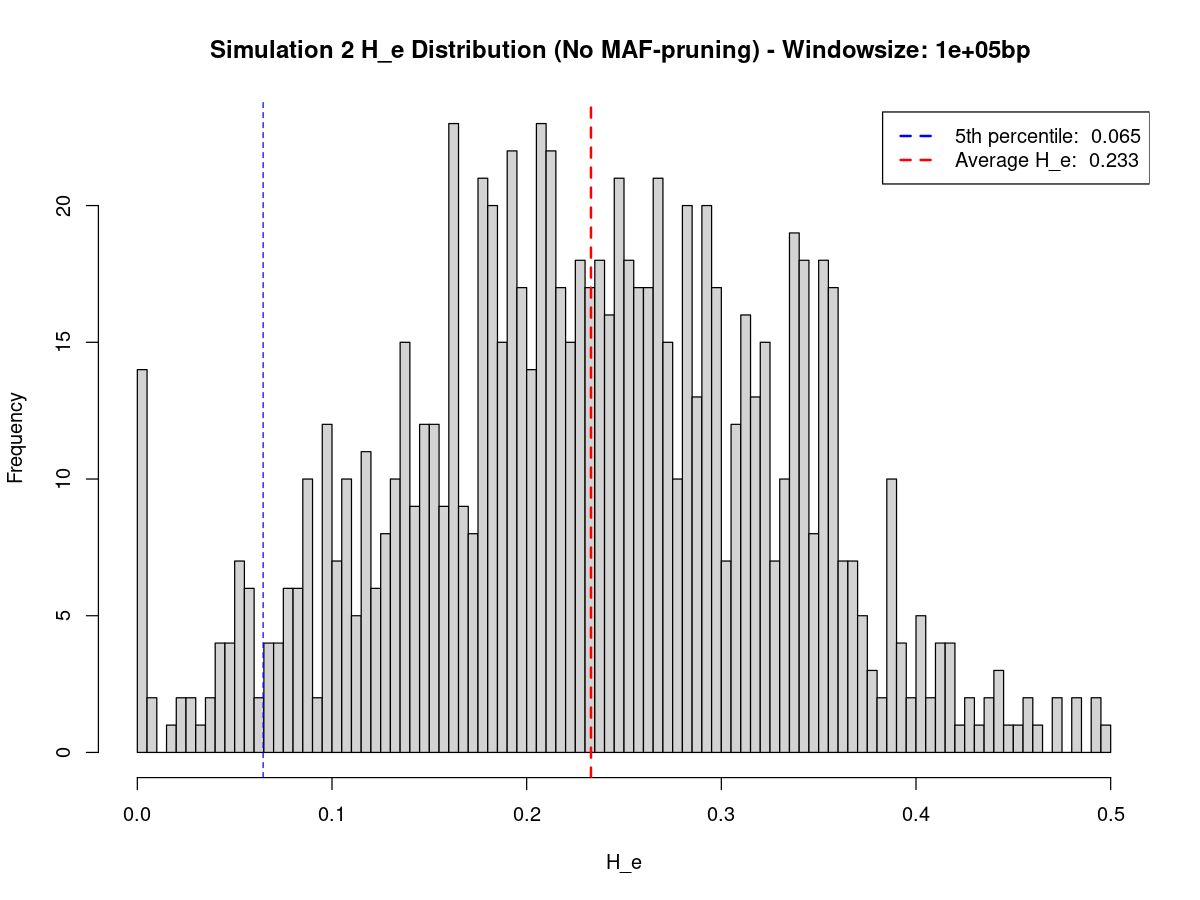 Simulation 2 H_e Distribution (No MAF-pruning) - Windowsize: 1e+05bp
5th percentile: 0.065
Average H_e: 0.233
Frequency
20
15
10
5
0
0.0 0.1 0.2 0.3 0.4 0.5
H_e